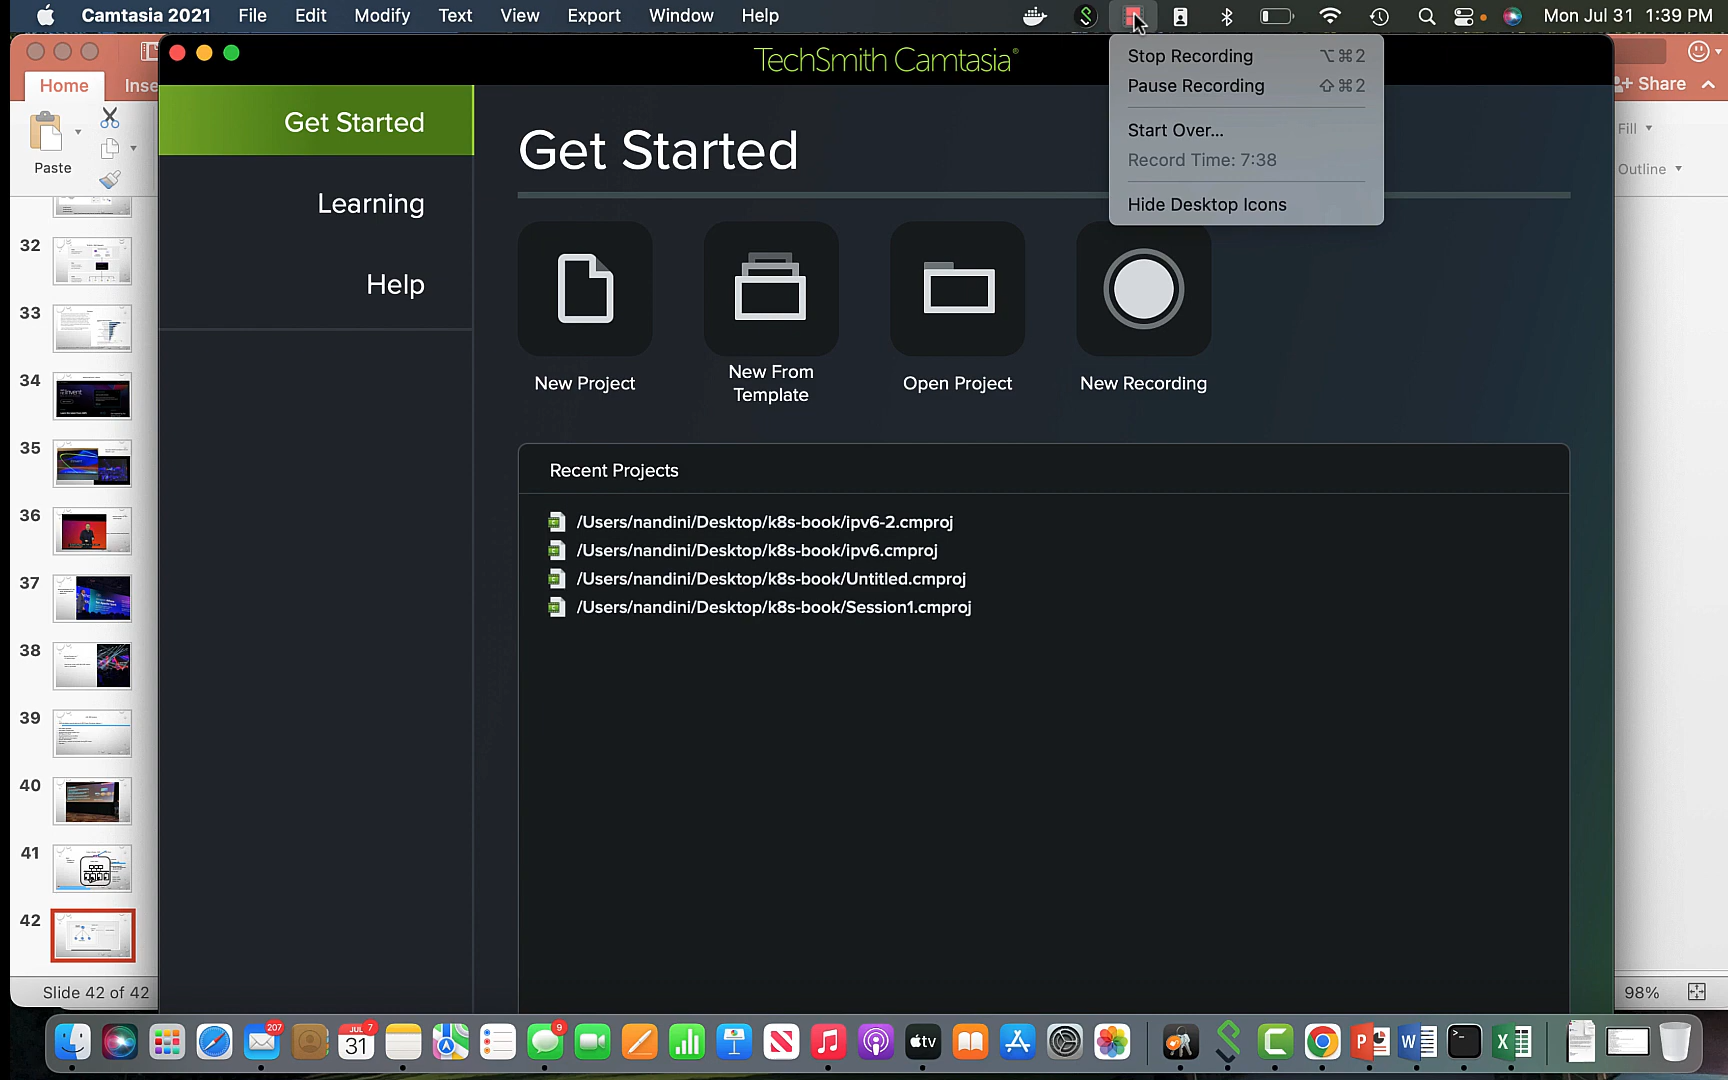 Camtasia 2021 File Edit Modify Text View Export Window Help Mon Jul 31 1:39 PM
TechSmith Camtasia®
Stop Recording ⌥⌘2
Pause Recording ⇧⌘2
Start Over...
Record Time: 7:38
Hide Desktop Icons
Home Inse
Share
Paste
Fill
Outline
Get Started
Learning
Help
Get Started
New Project
New From
Template
Open Project
New Recording
Recent Projects
/Users/nandini/Desktop/k8s-book/ipv6-2.cmproj
/Users/nandini/Desktop/k8s-book/ipv6.cmproj
/Users/nandini/Desktop/k8s-book/Untitled.cmproj
/Users/nandini/Desktop/k8s-book/Session1.cmproj
32
33
34
35
36
37
38
39
40
41
42
Slide 42 of 42
98%
207
JUL 7
31
9
tv
P
W
X